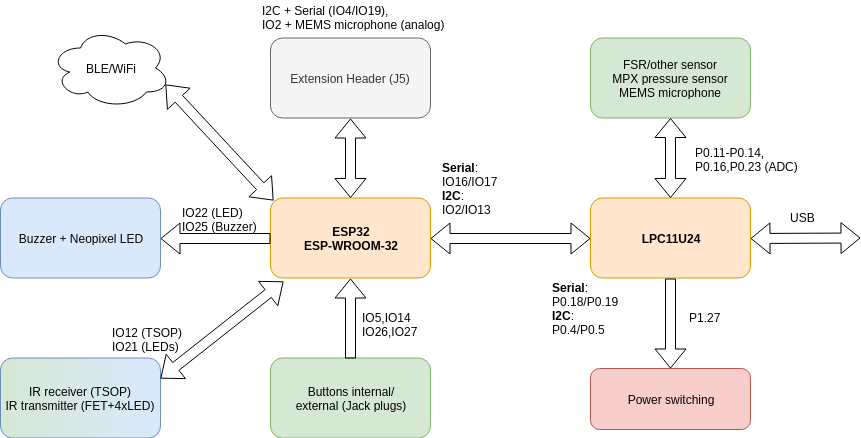 I2C + Serial (IO4/IO19),
IO2 + MEMS microphone (analog)
BLE/WiFi
Extension Header (J5)
FSR/other sensor
MPX pressure sensor
MEMS microphone
P0.11-P0.14,
P0.16,P0.23 (ADC)
Serial:
IO16/IO17
I2C:
IO2/IO13
IO22 (LED)
IO25 (Buzzer)
Buzzer + Neopixel LED
ESP32
ESP-WROOM-32
LPC11U24
USB
Serial:
P0.18/P0.19
I2C:
P0.4/P0.5
P1.27
IO5,IO14
IO26,IO27
IO12 (TSOP)
IO21 (LEDs)
IR receiver (TSOP)
IR transmitter (FET+4xLED)
Buttons internal/
external (Jack plugs)
Power switching